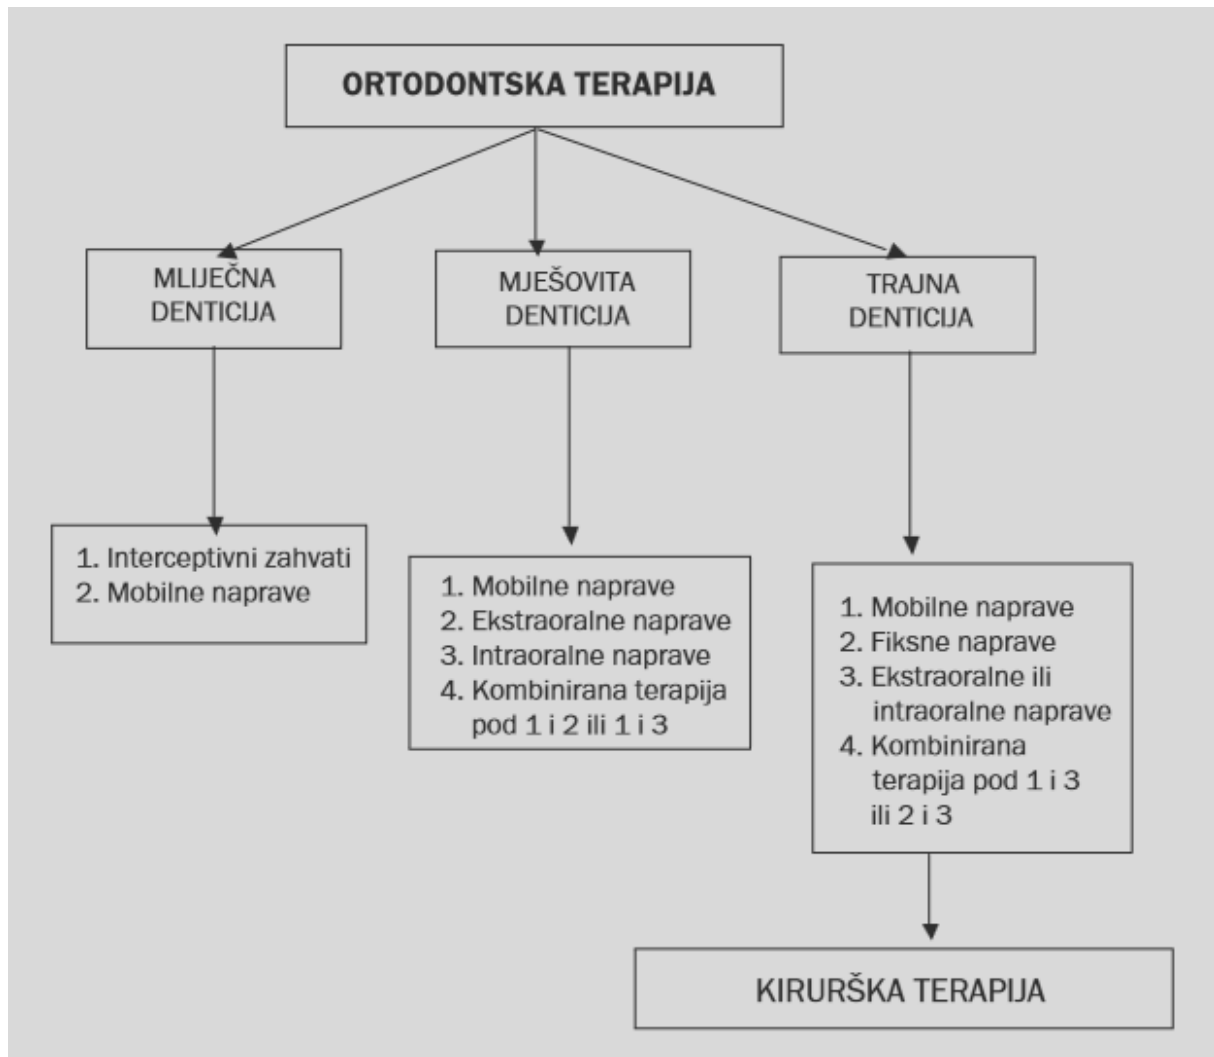 ORTODONTSKA TERAPIJA
MLIJEČNA
DENTICIJA
MJEŠOVITA
DENTICIJA
TRAJNA
DENTICIJA
1. Interceptivni zahvati
2. Mobilne naprave
1. Mobilne naprave
2. Ekstraoralne naprave
3. Intraoralne naprave
4. Kombinirana terapija
pod 1 i 2 ili 1 i 3
1. Mobilne naprave
2. Fiksne naprave
3. Ekstraoralne ili
intraoralne naprave
4. Kombinirana
terapija pod 1 i 3
ili 2 i 3
KIRURŠKA TERAPIJA